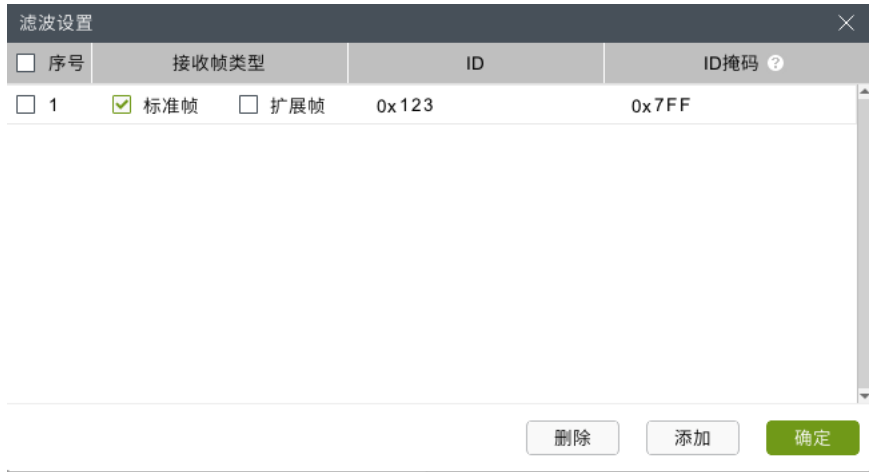 滤波设置
序号 接收帧类型 ID ID掩码 ?
1 标准帧 扩展帧 0x123 0x7FF
删除 添加 确定